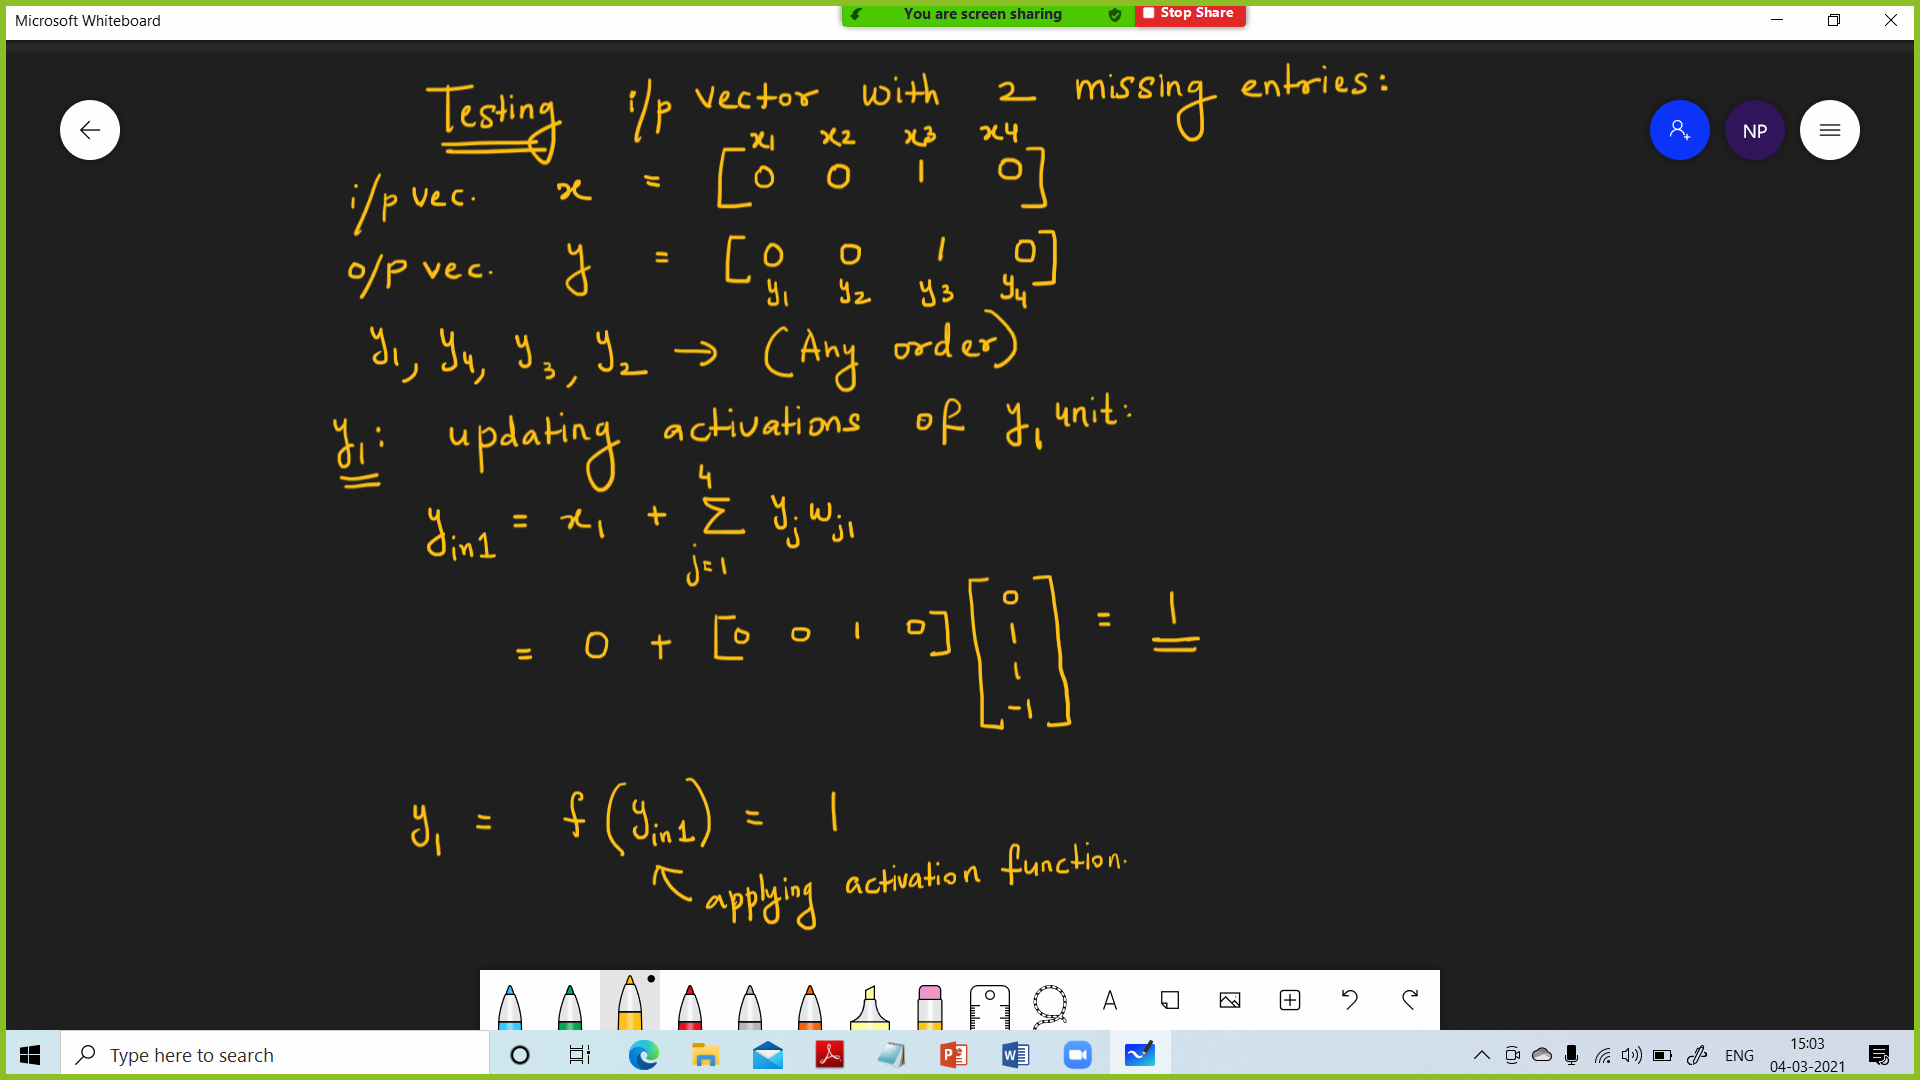 Microsoft Whiteboard
You are screen sharing
Stop Share
Testing i/p vector with 2 missing entries:
x1 x2 x3 x4
i/p vec. x = [0 0 1 0]
o/p vec. y = [0 0 1 0]
y1 y2 y3 y4
y1, y4, y3, y2 → (Any order)
y1: updating activations of y1 unit:
yin1 = x1 + 4 Σ j=1 yj wj1
= 0 + [0 0 1 0] [0 1 1 -1] = 1
y1 = f(yin1) = 1
↖ applying activation function.
NP
Type here to search
ENG
15:03
04-03-2021